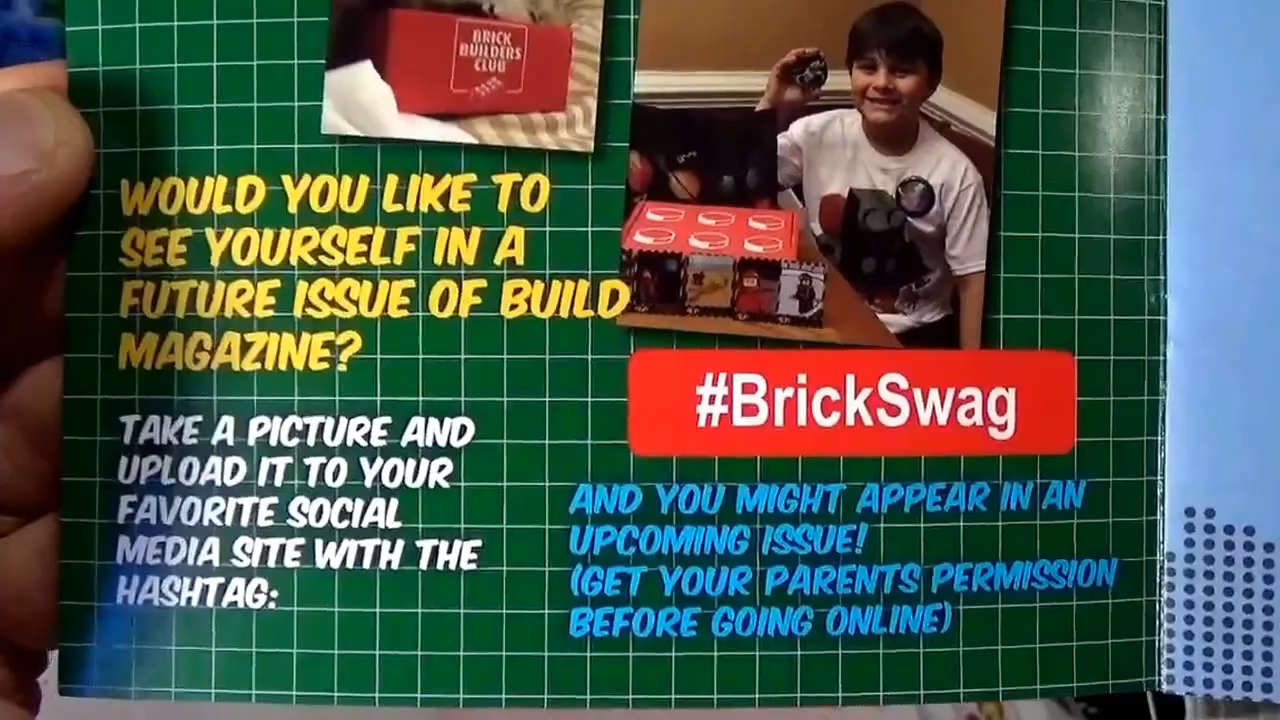 BRICK
BUILDERS
CLUB
WOULD YOU LIKE TO
SEE YOURSELF IN A
FUTURE ISSUE OF BUILD
MAGAZINE?
TAKE A PICTURE AND
UPLOAD IT TO YOUR
FAVORITE SOCIAL
MEDIA SITE WITH THE
HASHTAG:
#BrickSwag
AND YOU MIGHT APPEAR IN AN
UPCOMING ISSUE!
(GET YOUR PARENTS PERMISSION
BEFORE GOING ONLINE)